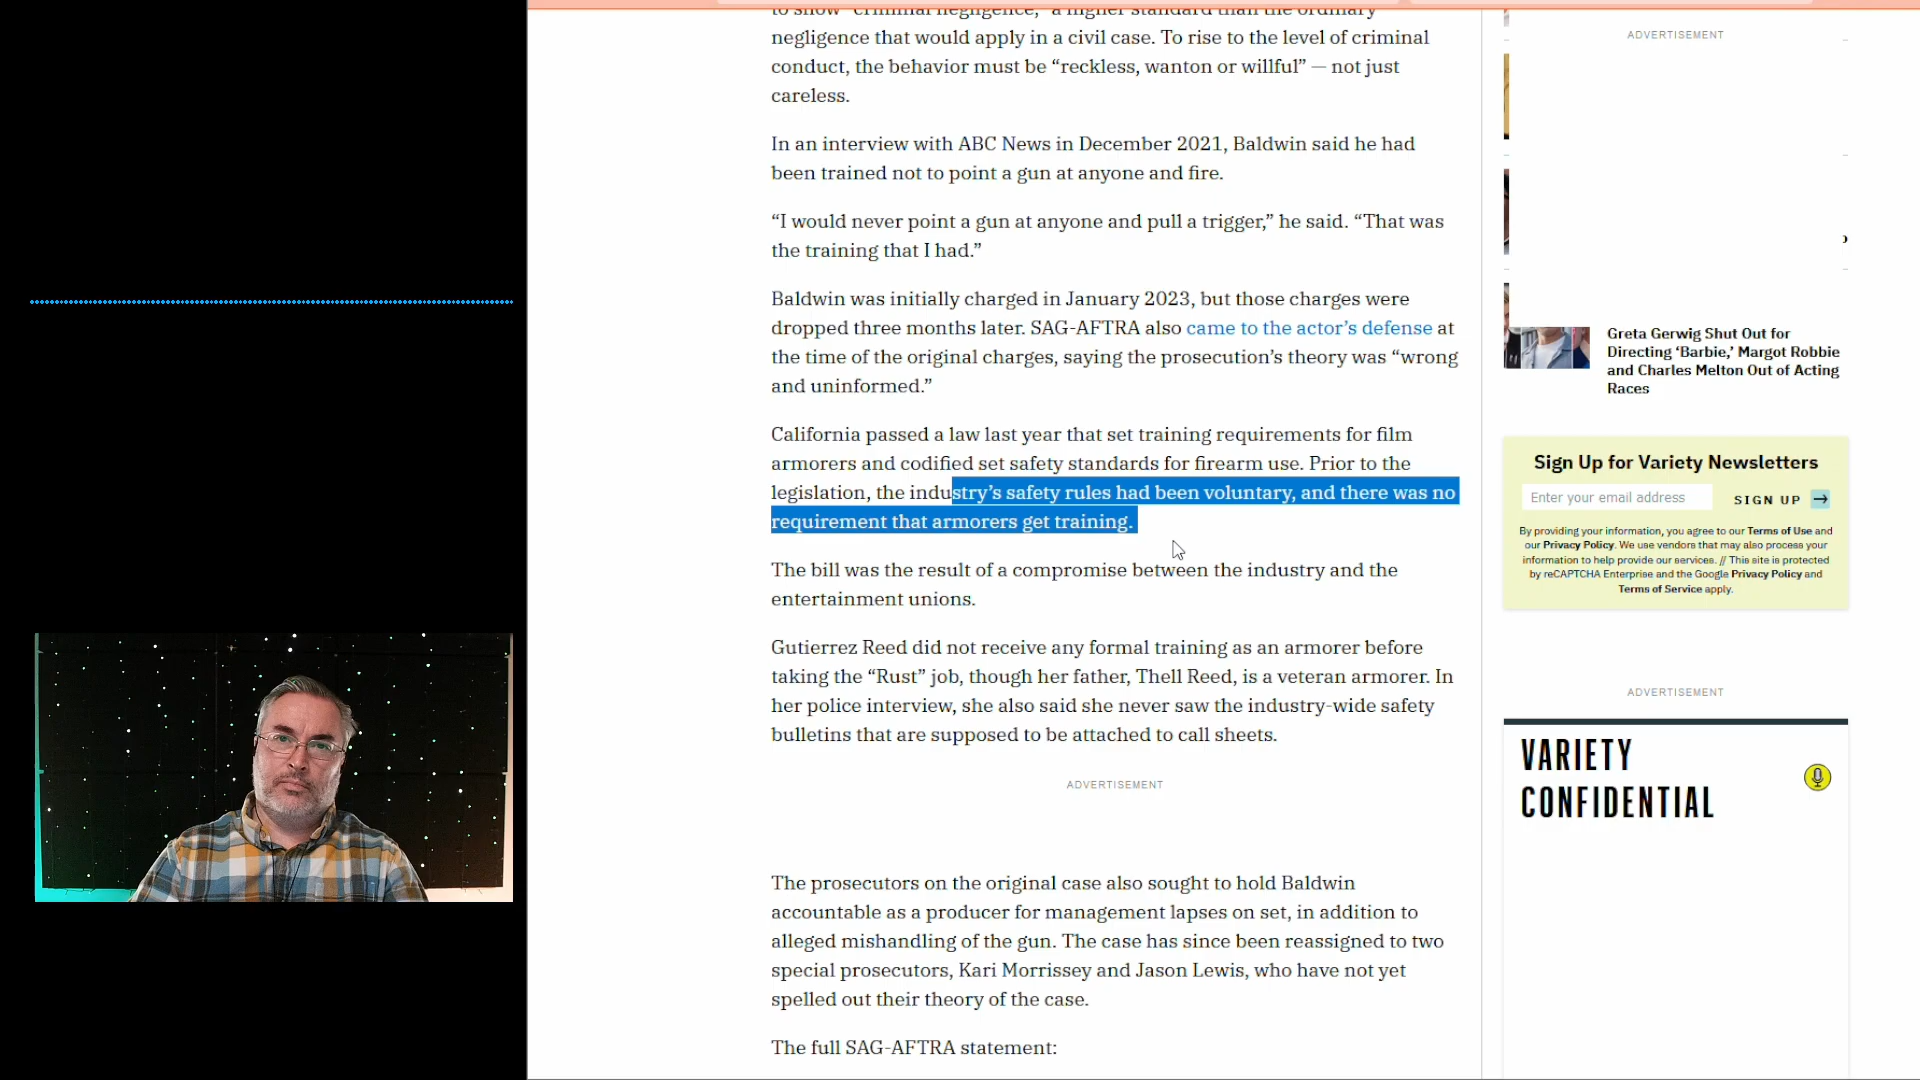 to show “criminal negligence,” a higher standard than the ordinary
negligence that would apply in a civil case. To rise to the level of criminal
conduct, the behavior must be “reckless, wanton or willful” — not just
careless.
In an interview with ABC News in December 2021, Baldwin said he had
been trained not to point a gun at anyone and fire.
“I would never point a gun at anyone and pull a trigger,” he said. “That was
the training that I had.”
Baldwin was initially charged in January 2023, but those charges were
dropped three months later. SAG-AFTRA also came to the actor’s defense at
the time of the original charges, saying the prosecution’s theory was “wrong
and uninformed.”
California passed a law last year that set training requirements for film
armorers and codified set safety standards for firearm use. Prior to the
legislation, the industry’s safety rules had been voluntary, and there was no
requirement that armorers get training.
The bill was the result of a compromise between the industry and the
entertainment unions.
Gutierrez Reed did not receive any formal training as an armorer before
taking the “Rust” job, though her father, Thell Reed, is a veteran armorer. In
her police interview, she also said she never saw the industry-wide safety
bulletins that are supposed to be attached to call sheets.
ADVERTISEMENT
The prosecutors on the original case also sought to hold Baldwin
accountable as a producer for management lapses on set, in addition to
alleged mishandling of the gun. The case has since been reassigned to two
special prosecutors, Kari Morrissey and Jason Lewis, who have not yet
spelled out their theory of the case.
The full SAG-AFTRA statement:
ADVERTISEMENT
Greta Gerwig Shut Out for
Directing ‘Barbie,’ Margot Robbie
and Charles Melton Out of Acting
Races
Sign Up for Variety Newsletters
Enter your email address
SIGN UP →
By providing your information, you agree to our Terms of Use and
our Privacy Policy. We use vendors that may also process your
information to help provide our services. // This site is protected
by reCAPTCHA Enterprise and the Google Privacy Policy and
Terms of Service apply.
ADVERTISEMENT
VARIETY
CONFIDENTIAL